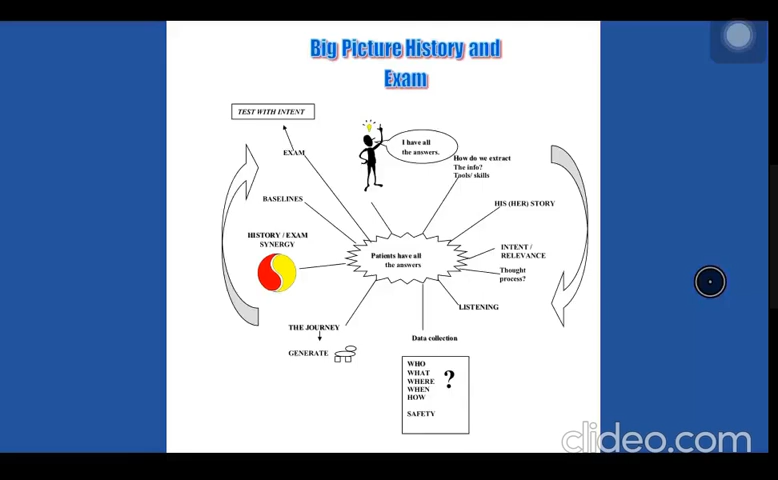 Big Picture History and
Exam
TEST WITH INTENT
I have all
the answers.
EXAM
How do we extract
The info?
Tools/ skills
BASELINES
HIS (HER) STORY
HISTORY / EXAM
SYNERGY
Patients have all
the answers
INTENT /
RELEVANCE
Thought
process?
LISTENING
THE JOURNEY
GENERATE
Data collection
WHO
WHAT
WHERE
WHEN
HOW
?
SAFETY
clideo.com